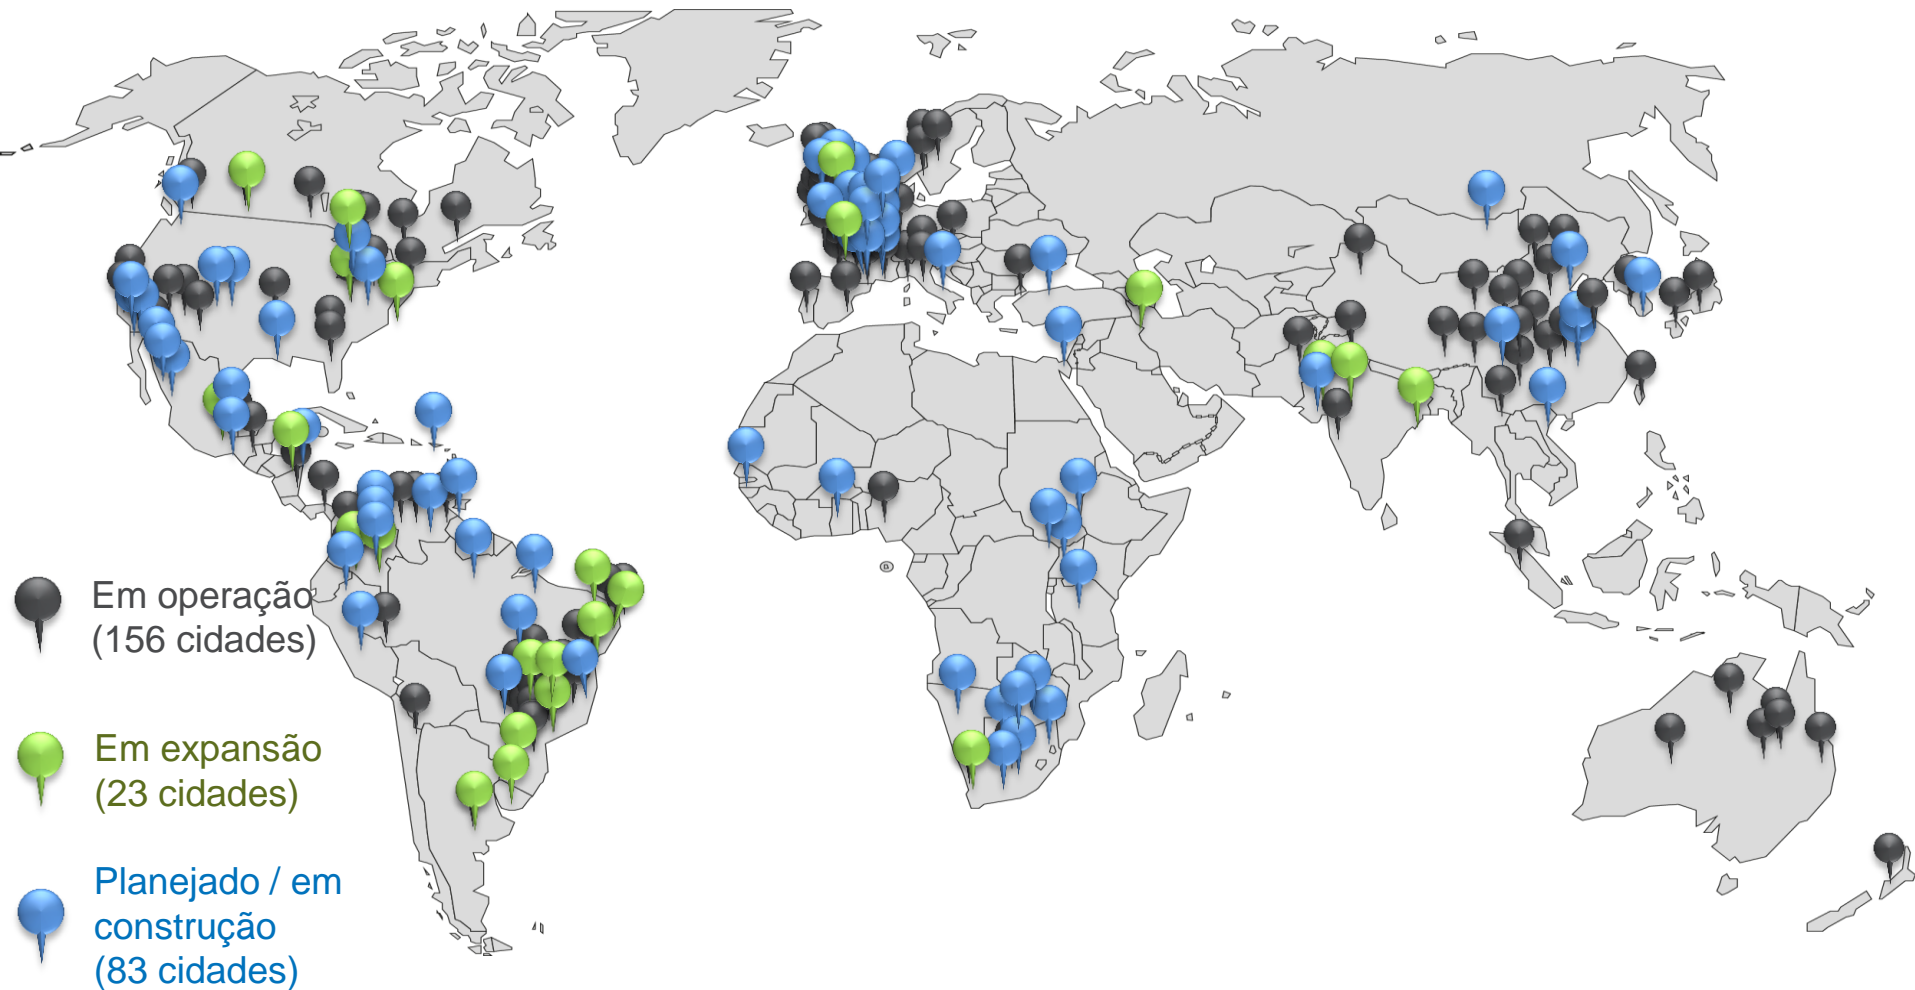 Em operação
(156 cidades)
Em expansão
(23 cidades)
Planejado / em
construção
(83 cidades)